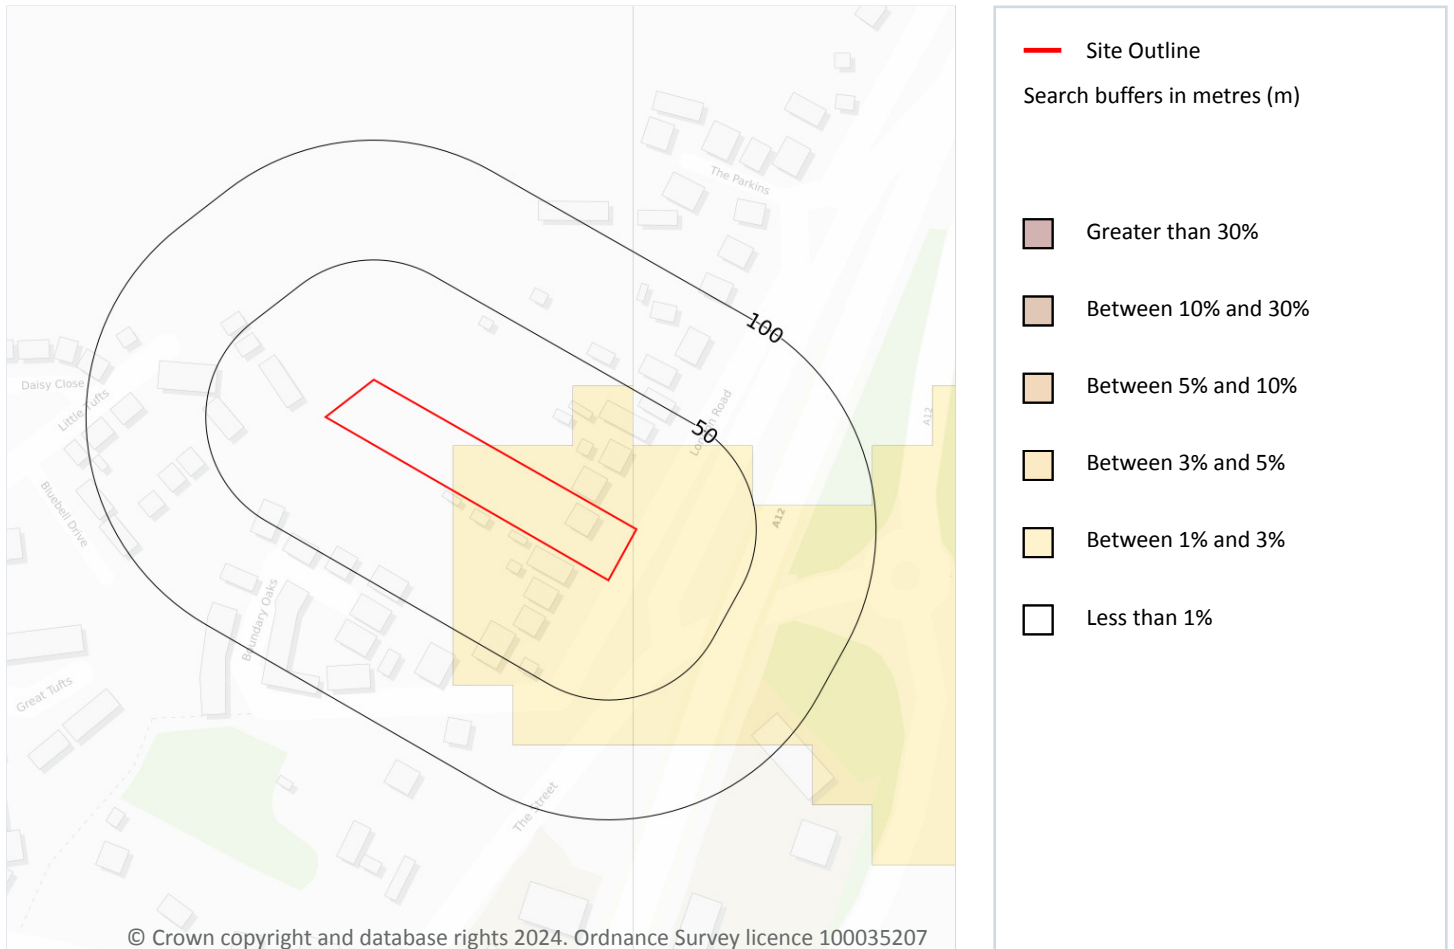 The Parkins
100
Daisy Close
Little Tufts
50
London Road
A12
A12
Bluebell Drive
Boundary Oaks
Great Tufts
The Street
© Crown copyright and database rights 2024. Ordnance Survey licence 100035207
Site Outline
Search buffers in metres (m)
Greater than 30%
Between 10% and 30%
Between 5% and 10%
Between 3% and 5%
Between 1% and 3%
Less than 1%